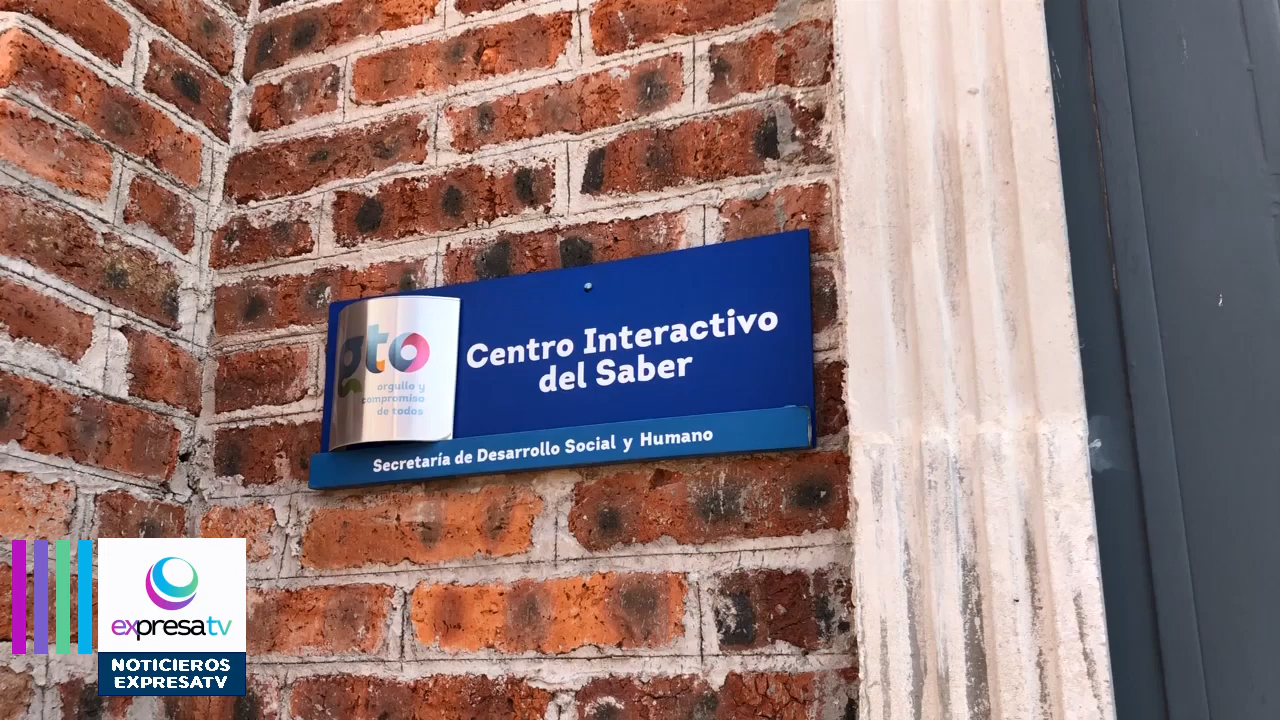 gto
orgullo y
compromiso
de todos
Centro Interactivo
del Saber
Secretaría de Desarrollo Social y Humano
expresatv
NOTICIEROS
EXPRESATV